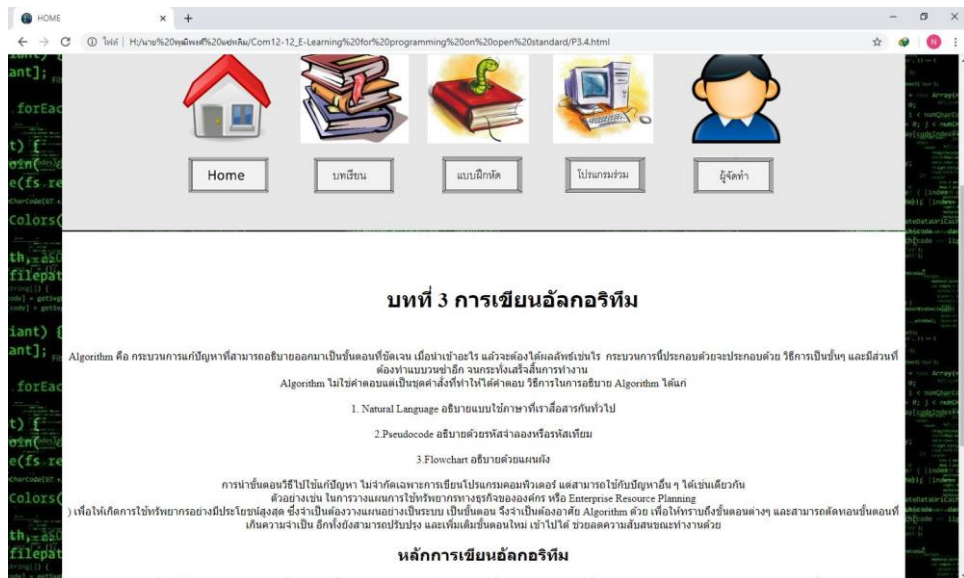 HOME
ไฟล์ | H:/นาย%20พุฒิพงศ์%20แซ่หลิม/Com12-12_E-Learning%20for%20programming%20on%20open%20standard/P3.4.html
Home
บทเรียน
แบบฝึกหัด
โปรแกรมร่วม
ผู้จัดทำ
บทที่ 3 การเขียนอัลกอริทึม
Algorithm คือ กระบวนการแก้ปัญหาที่สามารถอธิบายออกมาเป็นขั้นตอนที่ชัดเจน เมื่อนำเข้าอะไร แล้วจะต้องได้ผลลัพธ์เช่นไร กระบวนการนี้ประกอบด้วยจะประกอบด้วย วิธีการเป็นขั้นๆ และมีส่วนที่
ต้องทำแบบวนซ้ำอีก จนกระทั่งเสร็จสิ้นการทำงาน
Algorithm ไม่ใช่คำตอบแต่เป็นชุดคำสั่งที่ทำให้ได้คำตอบ วิธีการในการอธิบาย Algorithm ได้แก่
1. Natural Language อธิบายแบบใช้ภาษาที่เราสื่อสารกันทั่วไป
2.Pseudocode อธิบายด้วยรหัสจำลองหรือรหัสเทียม
3.Flowchart อธิบายด้วยแผนผัง
การนำขั้นตอนวิธีไปใช้แก้ปัญหา ไม่จำกัดเฉพาะการเขียนโปรแกรมคอมพิวเตอร์ แต่สามารถใช้กับปัญหาอื่น ๆ ได้เช่นเดียวกัน
ตัวอย่างเช่น ในการวางแผนการใช้ทรัพยากรทางธุรกิจขององค์กร หรือ Enterprise Resource Planning
) เพื่อให้เกิดการใช้ทรัพยากรอย่างมีประโยชน์สูงสุด ซึ่งจำเป็นต้องวางแผนอย่างเป็นระบบ เป็นขั้นตอน จึงจำเป็นต้องอาศัย Algorithm ด้วย เพื่อให้ทราบถึงขั้นตอนต่างๆ และสามารถตัดทอนขั้นตอนที่
เกินความจำเป็น อีกทั้งยังสามารถปรับปรุง และเพิ่มเติมขั้นตอนใหม่ เข้าไปได้ ช่วยลดความสับสนขณะทำงานด้วย
หลักการเขียนอัลกอริทึม